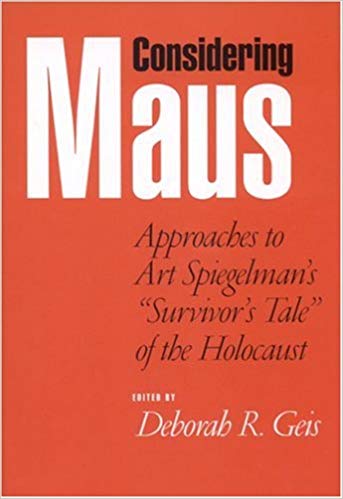 Considering
Maus
Approaches to
Art Spiegelman's
"Survivor's Tale"
of the Holocaust
EDITED BY
Deborah R. Geis